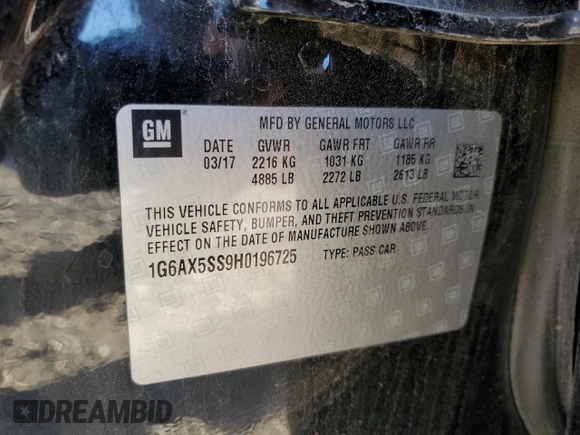 GM
MFD BY GENERAL MOTORS LLC
DATE GVWR GAWR FRT GAWR RR
03/17 2216 KG 1031 KG 1185 KG
4885 LB 2272 LB 2613 LB
THIS VEHICLE CONFORMS TO ALL APPLICABLE U.S. FEDERAL MOTOR
VEHICLE SAFETY, BUMPER, AND THEFT PREVENTION STANDARDS IN
EFFECT ON THE DATE OF MANUFACTURE SHOWN ABOVE.
1G6AX5SS9H0196725 TYPE: PASS CAR
DREAMBID